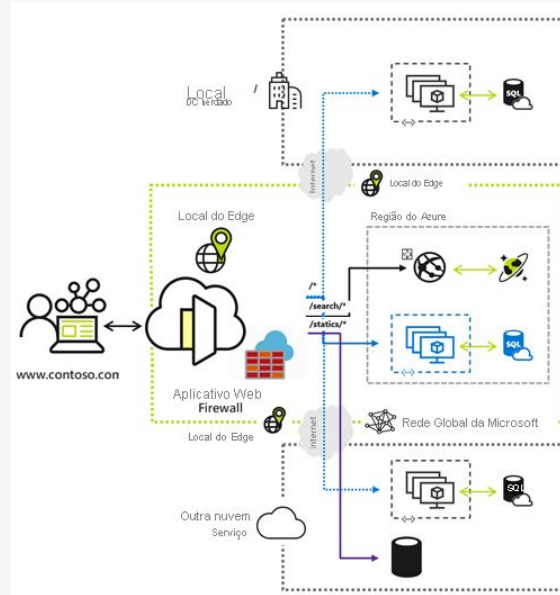 Local
/
DC
SQL
Internet
Local do Edge
Local do Edge
Região do Azure
/*
/search/*
/statics/*
SQL
www.contoso.con
Aplicativo Web
Firewall
Local do Edge
Internet
Rede Global da Microsoft
SQL
Outra nuvem
Serviço